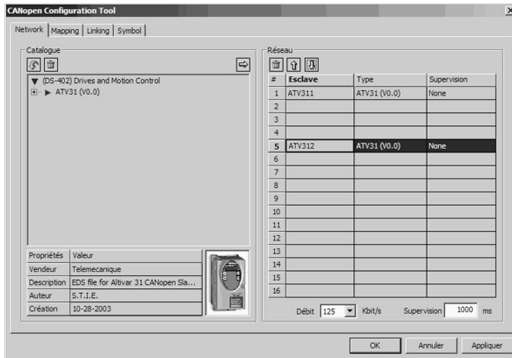 CANopen Configuration Tool
Network Mapping Linking Symbol
Catalogue
(DS-402) Drives and Motion Control
ATV31 (V0.0)
Propriétés Valeur
Vendeur Telemecanique
Description EDS file for Altivar 31 CANopen Sla...
Auteur S.T.I.E.
Création 10-28-2003
Réseau
# Esclave Type Supervision
1 ATV311 ATV31 (V0.0) None
2
3
4
5 ATV312 ATV31 (V0.0) None
6
7
8
9
10
11
12
13
14
15
16
Débit 125 Kbit/s Supervision 1000 ms
OK Annuler Appliquer